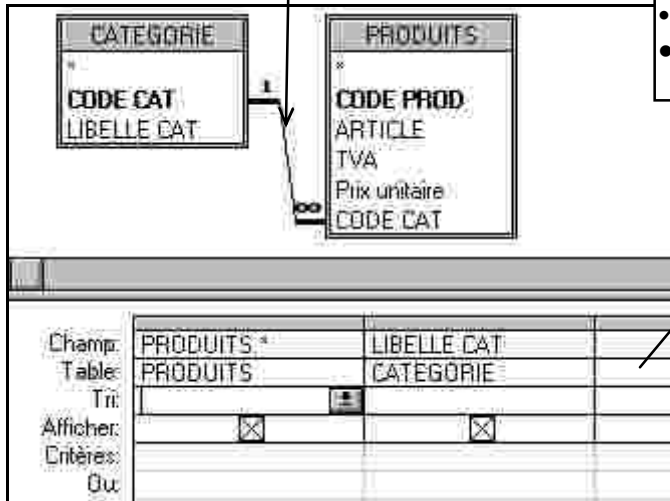 CATEGORIE
*
CODE CAT
LIBELLE CAT
1
∞
PRODUITS
*
CODE PROD
ARTICLE
TVA
Prix unitaire
CODE CAT
Champ: PRODUITS.* LIBELLE CAT
Table: PRODUITS CATEGORIE
Tri:
Afficher:
Critères:
Ou: